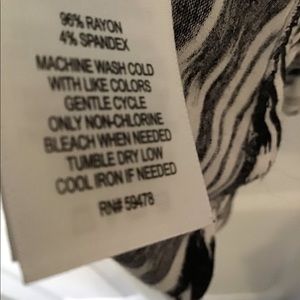 96% RAYON
4% SPANDEX
MACHINE WASH COLD
WITH LIKE COLORS
GENTLE CYCLE
ONLY NON-CHLORINE
BLEACH WHEN NEEDED
TUMBLE DRY LOW
COOL IRON IF NEEDED
RN# 59478